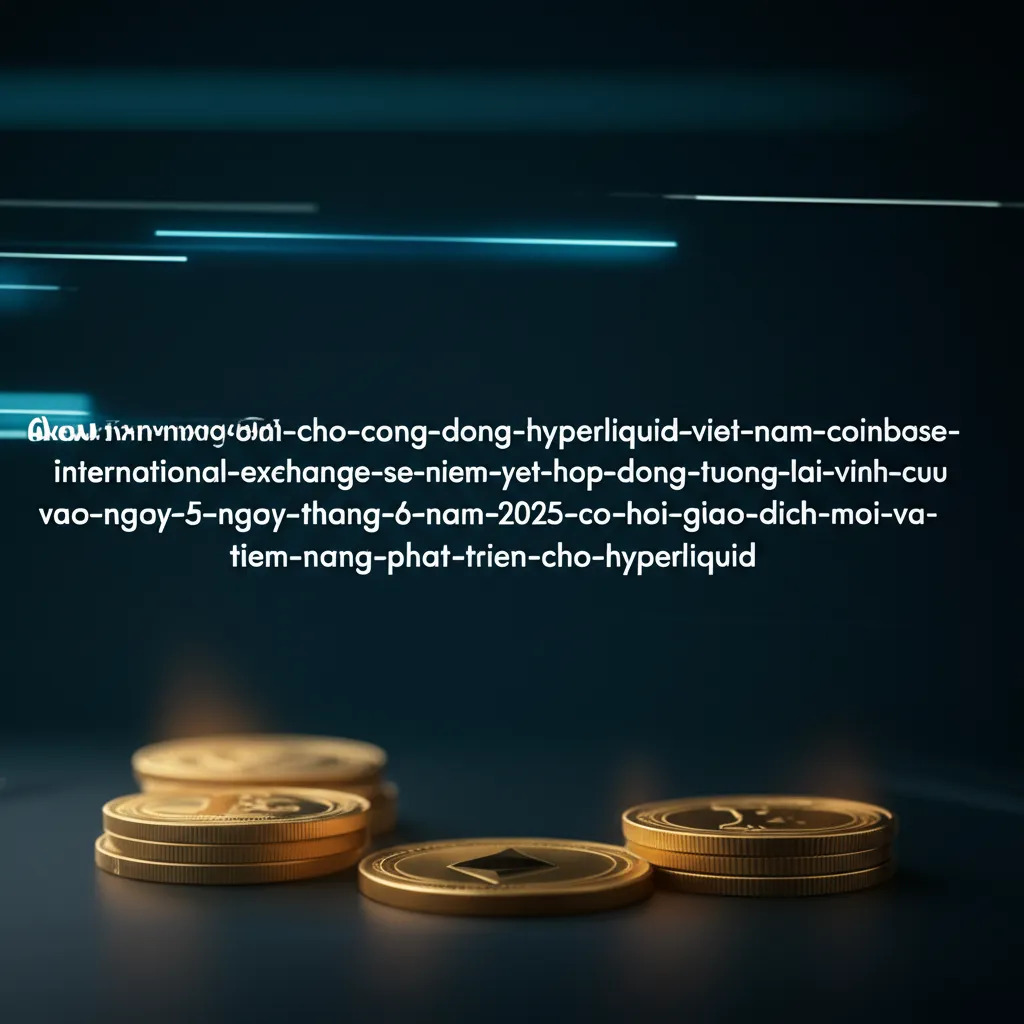 -cho-cong-dong-hyperliquid-viet-nam-coinbase-
international-exchange-se-niem-yet-hop-dong-tuong-lai-vinh-cuu
vao-ngoy-5-ngoy-thang-6-nam-2025-co-hoi-giao-dich-moi-va-
tiem-nang-phat-trien-cho-hyperliquid